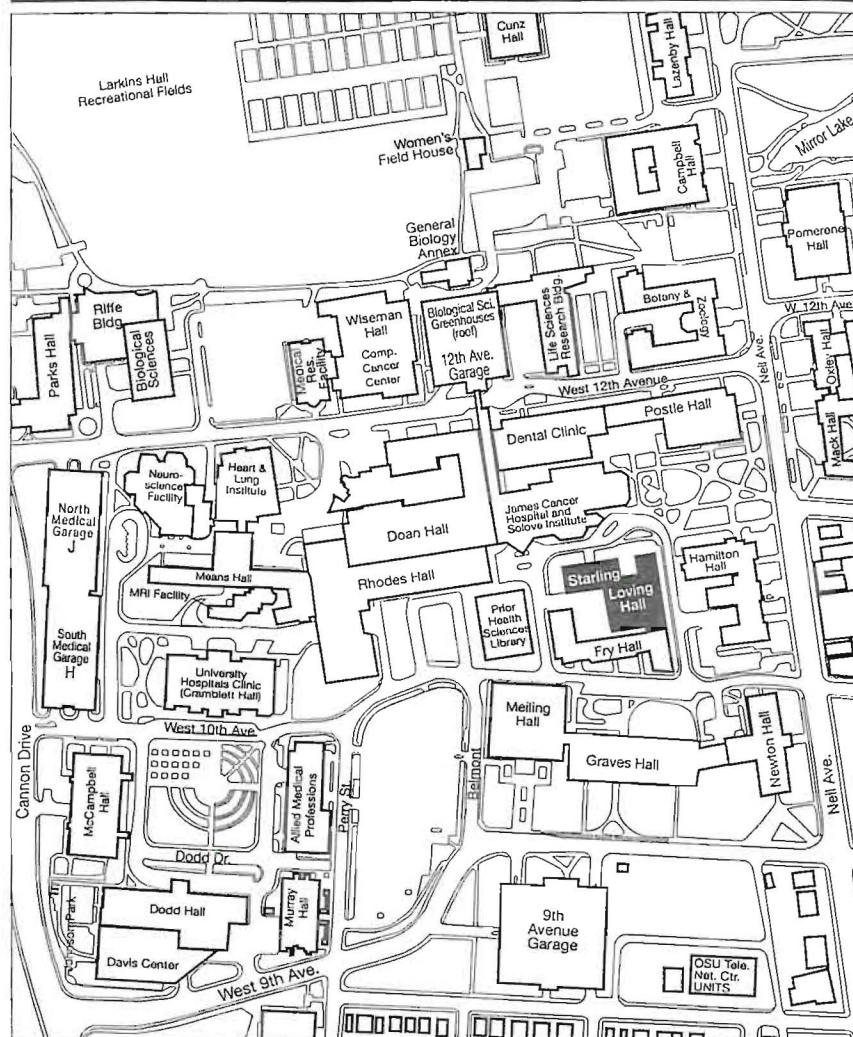 Cunz
Hall
Lazenby Hall
Larkins Hall
Recreational Fields
Mirror Lake
Women's
Field House
Campbell
Hall
General
Biology
Annex
Pomerene
Hall
Riffe
Bldg.
Parks Hall
Biological
Sciences
Wiseman
Hall
Comp.
Cancer
Center
Medical
Res.
Facility
Biological Sci.
Greenhouses
(roof)
12th Ave.
Garage
Life Sciences
Research Bldg.
Botany &
Zoology
W. 12th Ave
Neil Ave.
Oxley Hall
Mack Hall
West 12th Avenue
Postle Hall
Dental Clinic
Neuro-
science
Facility
Heart &
Lung
Institute
North
Medical
Garage
J
James Cancer
Hospital and
Solove Institute
Doan Hall
Rhodes Hall
Means Hall
MRI Facility
Starling
Loving
Hall
Hamilton
Hall
Prior
Health
Sciences
Library
Fry Hall
South
Medical
Garage
H
University
Hospitals Clinic
(Cramblett Hall)
West 10th Ave.
Meiling
Hall
Graves Hall
Newton Hall
Neil Ave.
Belmont
Cannon Drive
McCampbell
Hall
Allied Medical
Professions
Perry St.
Dodd Dr.
Dodd Hall
Davis Center
Murray
Hall
9th
Avenue
Garage
West 9th Ave.
OSU Tele.
Net. Ctr.
UNITS